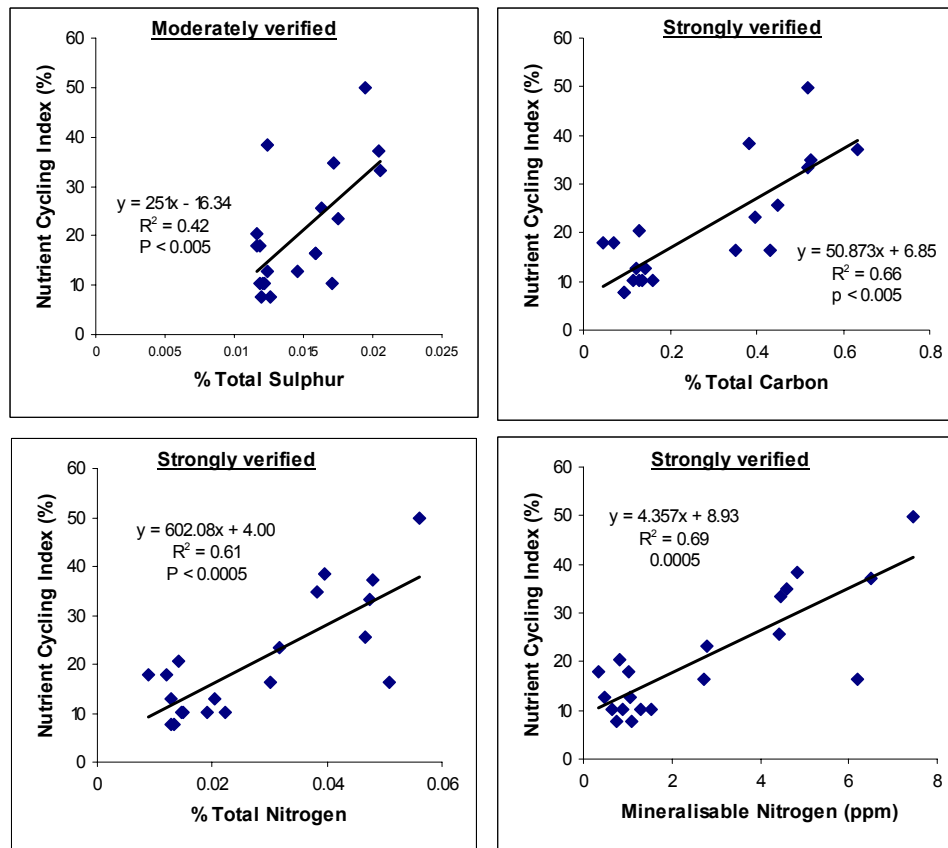 Moderately verified
Nutrient Cycling Index (%)
60
50
40
30
20
10
0
y = 251x - 16.34
R² = 0.42
P < 0.005
0 0.005 0.01 0.015 0.02 0.025
% Total Sulphur
Strongly verified
Nutrient Cycling Index (%)
60
50
40
30
20
10
0
y = 50.873x + 6.85
R² = 0.66
p < 0.005
0 0.2 0.4 0.6 0.8
% Total Carbon
Strongly verified
Nutrient Cycling Index (%)
60
50
40
30
20
10
0
y = 602.08x + 4.00
R² = 0.61
P < 0.0005
0 0.02 0.04 0.06
% Total Nitrogen
Strongly verified
Nutrient Cycling Index (%)
60
50
40
30
20
10
0
y = 4.357x + 8.93
R² = 0.69
0.0005
0 2 4 6 8
Mineralisable Nitrogen (ppm)